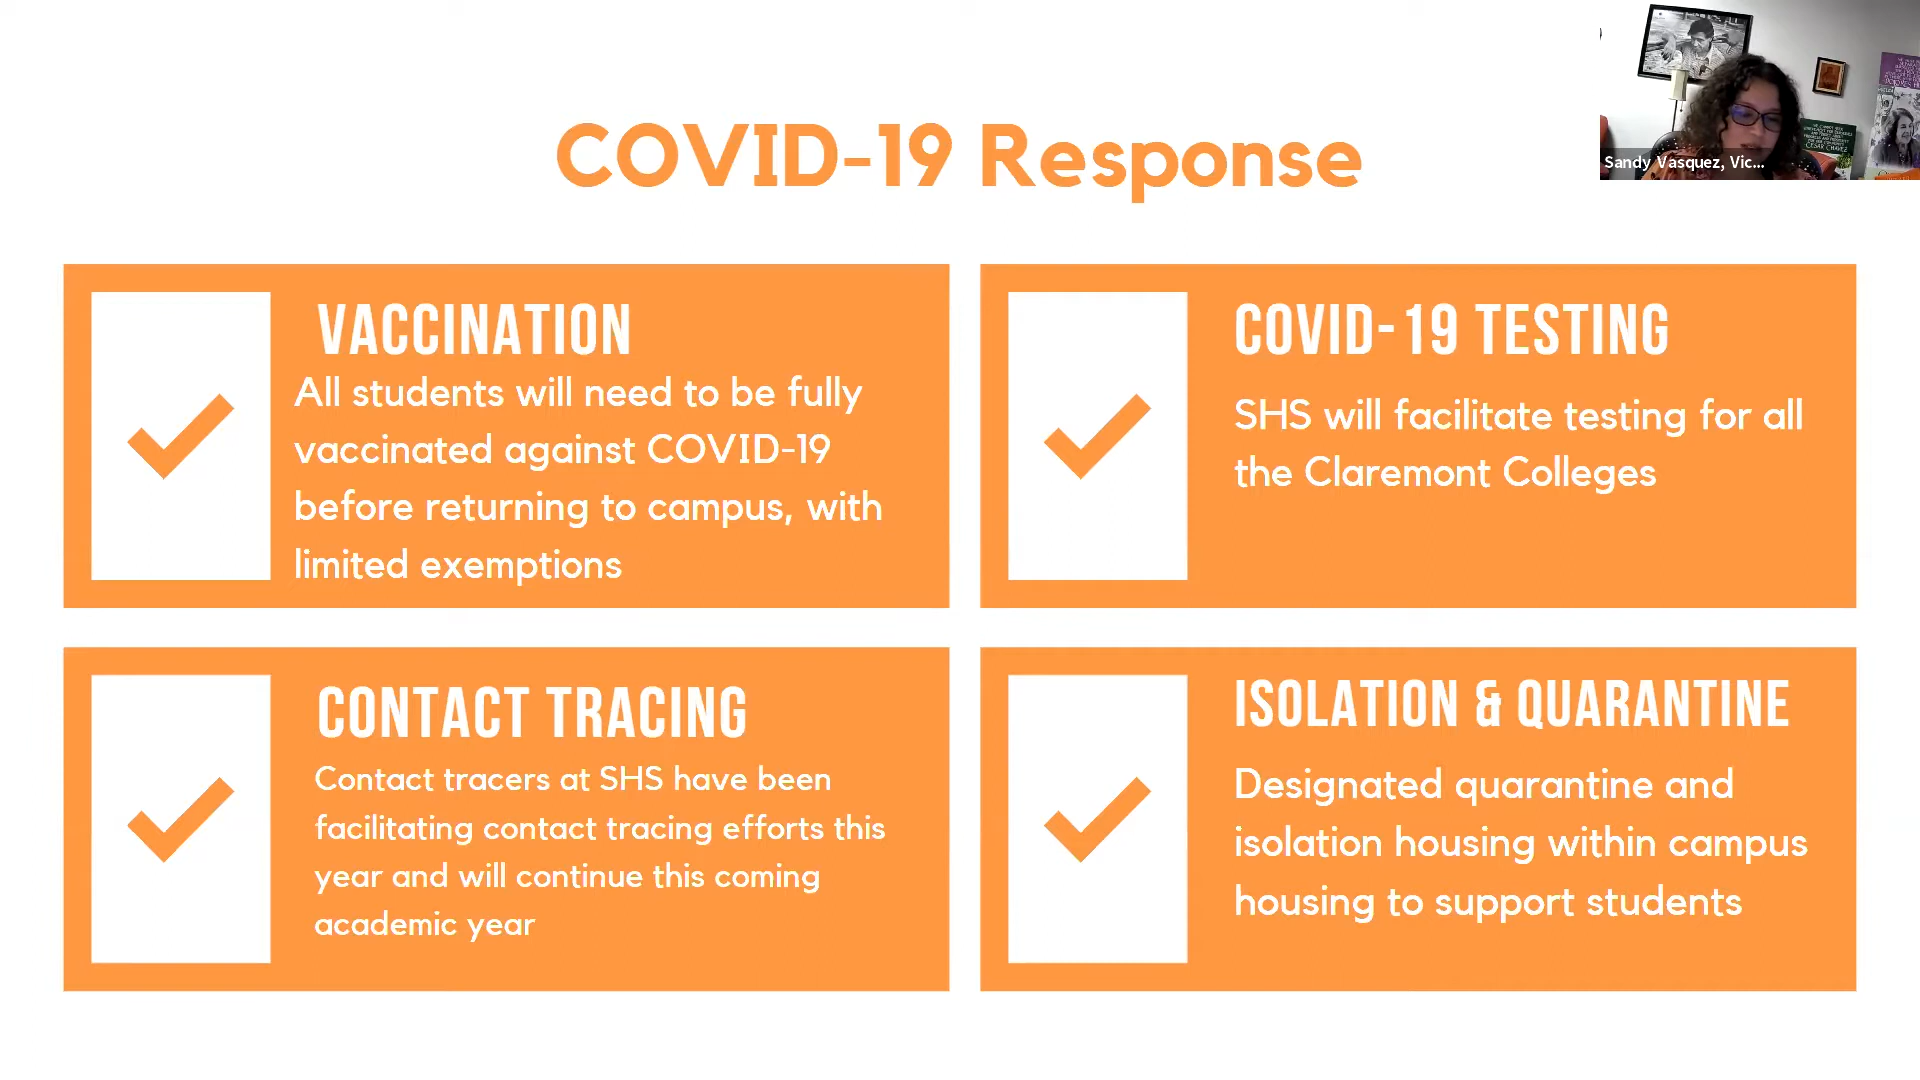 COVID-19 Response
Sandy Vasquez, Vic...
CESAR CHAVEZ
VACCINATION
All students will need to be fully
vaccinated against COVID-19
before returning to campus, with
limited exemptions
COVID-19 TESTING
SHS will facilitate testing for all
the Claremont Colleges
CONTACT TRACING
Contact tracers at SHS have been
facilitating contact tracing efforts this
year and will continue this coming
academic year
ISOLATION & QUARANTINE
Designated quarantine and
isolation housing within campus
housing to support students